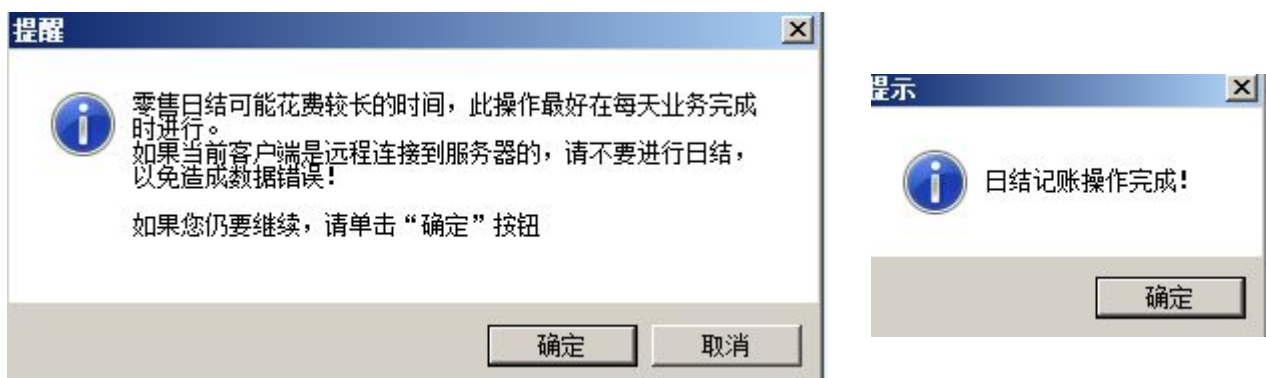 提醒
零售日结可能花费较长的时间，此操作最好在每天业务完成
时进行。
如果当前客户端是远程连接到服务器的，请不要进行日结，
以免造成数据错误！
如果您仍要继续，请单击“确定”按钮
确定
取消
提示
日结记账操作完成！
确定